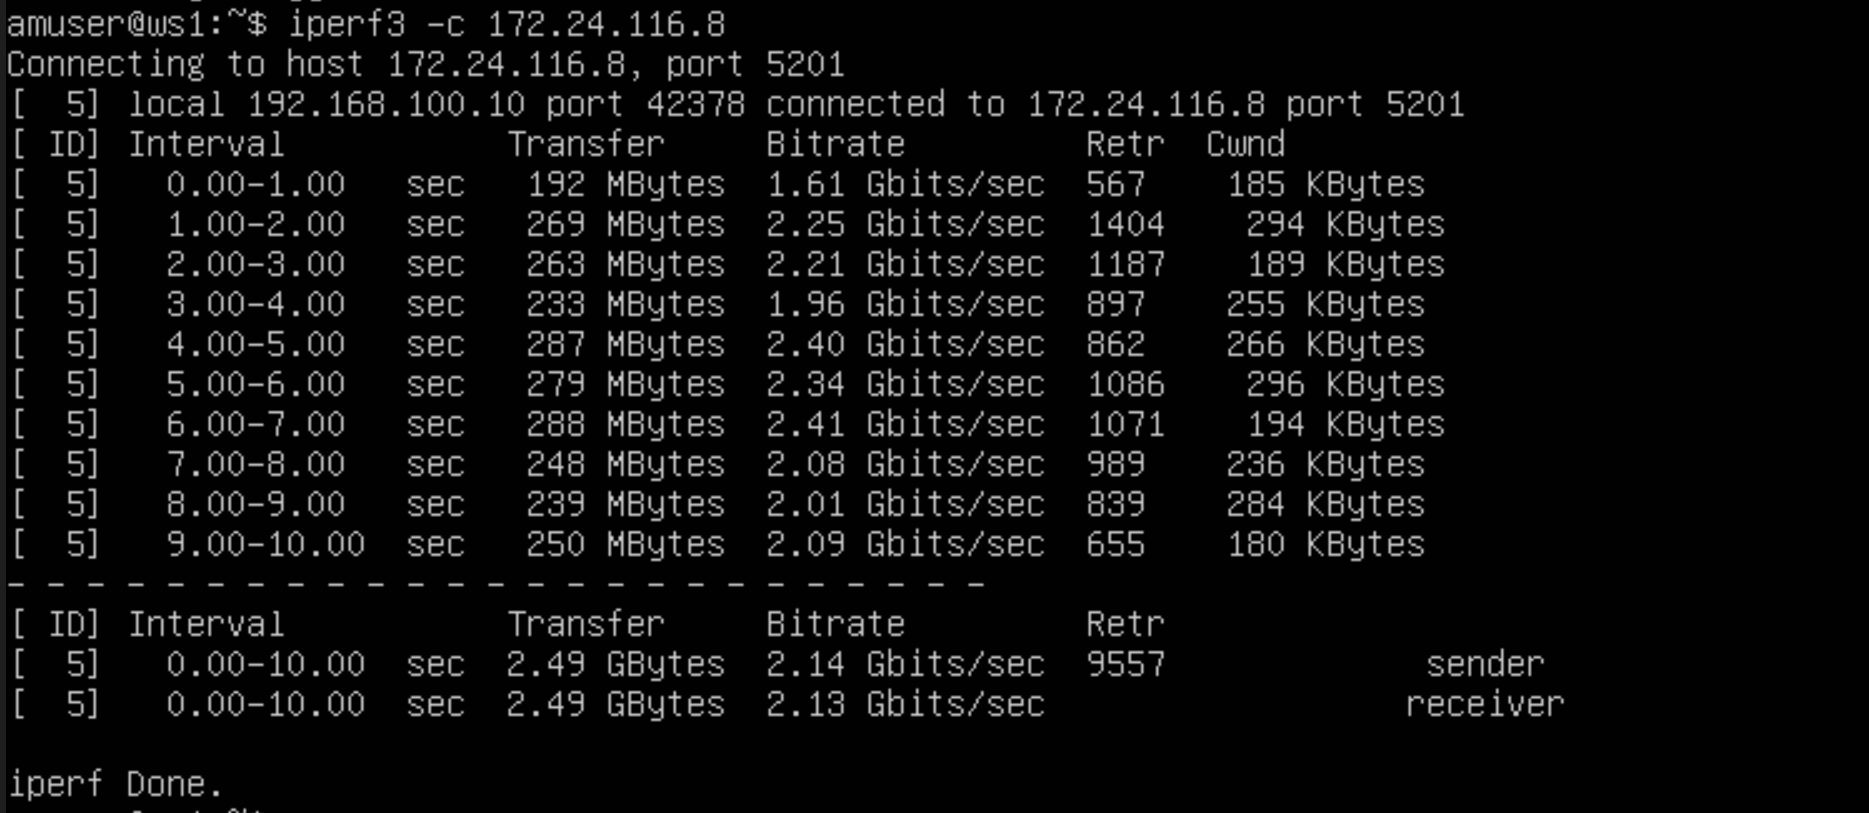 amuser@ws1:~$ iperf3 -c 172.24.116.8
Connecting to host 172.24.116.8, port 5201
[  5] local 192.168.100.10 port 42378 connected to 172.24.116.8 port 5201
[ ID] Interval           Transfer     Bitrate         Retr  Cwnd
[  5]   0.00-1.00   sec   192 MBytes  1.61 Gbits/sec  567    185 KBytes
[  5]   1.00-2.00   sec   269 MBytes  2.25 Gbits/sec  1404    294 KBytes
[  5]   2.00-3.00   sec   263 MBytes  2.21 Gbits/sec  1187    189 KBytes
[  5]   3.00-4.00   sec   233 MBytes  1.96 Gbits/sec  897    255 KBytes
[  5]   4.00-5.00   sec   287 MBytes  2.40 Gbits/sec  862    266 KBytes
[  5]   5.00-6.00   sec   279 MBytes  2.34 Gbits/sec  1086    296 KBytes
[  5]   6.00-7.00   sec   288 MBytes  2.41 Gbits/sec  1071    194 KBytes
[  5]   7.00-8.00   sec   248 MBytes  2.08 Gbits/sec  989    236 KBytes
[  5]   8.00-9.00   sec   239 MBytes  2.01 Gbits/sec  839    284 KBytes
[  5]   9.00-10.00  sec   250 MBytes  2.09 Gbits/sec  655    180 KBytes
- - - - - - - - - - - - - - - - - - - - - - - - -
[ ID] Interval           Transfer     Bitrate         Retr
[  5]   0.00-10.00  sec  2.49 GBytes  2.14 Gbits/sec  9557             sender
[  5]   0.00-10.00  sec  2.49 GBytes  2.13 Gbits/sec                  receiver
iperf Done.